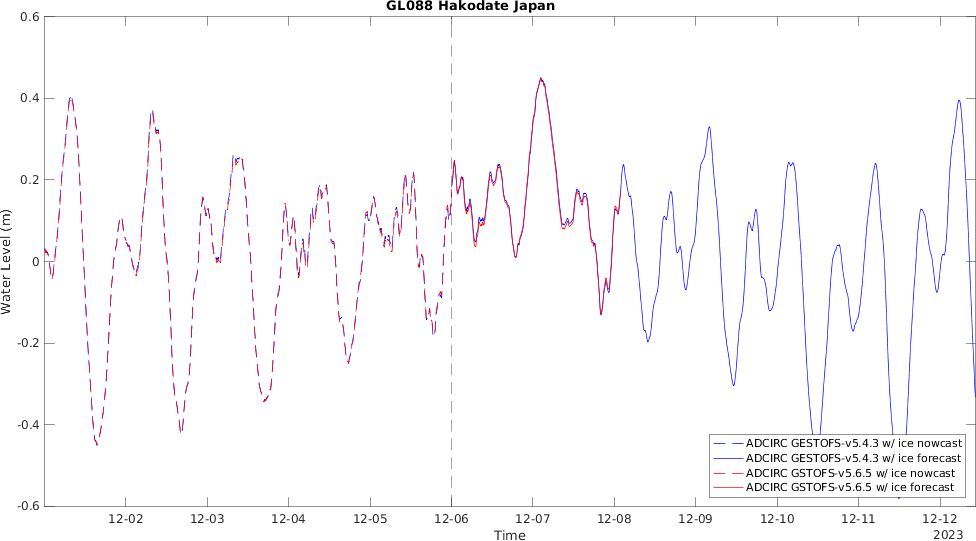 GL088 Hakodate Japan
0.6
0.4
0.2
0
-0.2
-0.4
-0.6
Water Level (m)
ADCIRC GESTOFS-v5.4.3 w/ ice nowcast
ADCIRC GESTOFS-v5.4.3 w/ ice forecast
ADCIRC GSTOFS-v5.6.5 w/ ice nowcast
ADCIRC GSTOFS-v5.6.5 w/ ice forecast
12-02 12-03 12-04 12-05 12-06 12-07 12-08 12-09 12-10 12-11 12-12
Time
2023